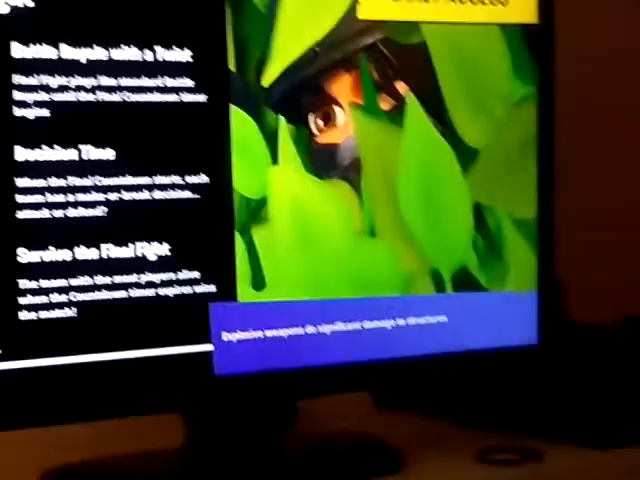 Battle Royale with a Twist
Final Fight plays like standard Battle
Royale until the Final Countdown timer
begins.
Decisive Time
When the Final Countdown starts, each
team has a make-or-break decision...
attack or defend?
Survive the Final Fight
The team with the most players alive
when the Countdown timer expires wins
the match!
Explosive weapons do significant damage to structures